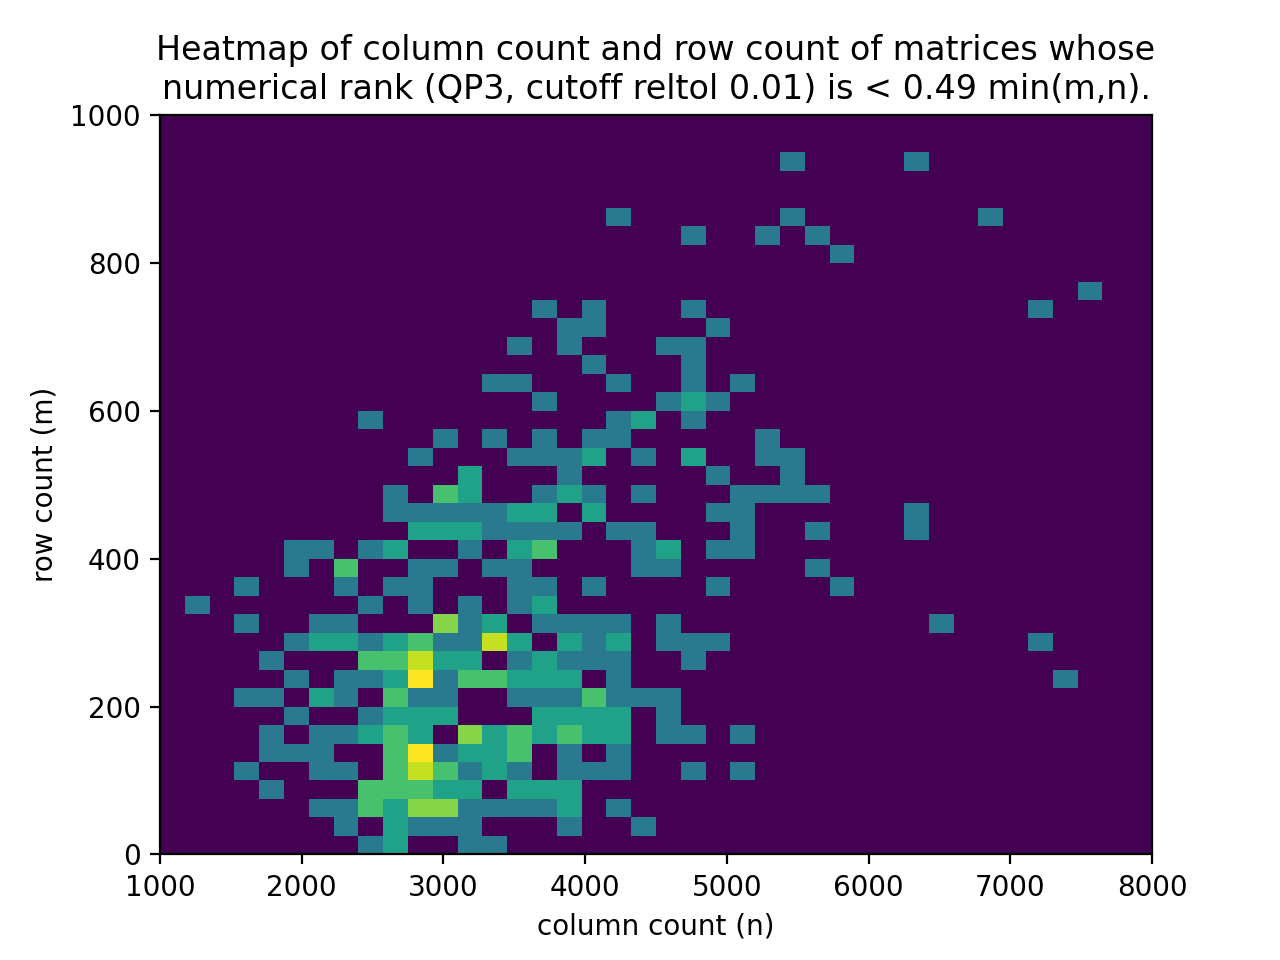 Heatmap of column count and row count of matrices whose
numerical rank (QP3, cutoff reltol 0.01) is < 0.49 min(m,n).
1000
800
600
400
200
0
row count (m)
1000 2000 3000 4000 5000 6000 7000 8000
column count (n)